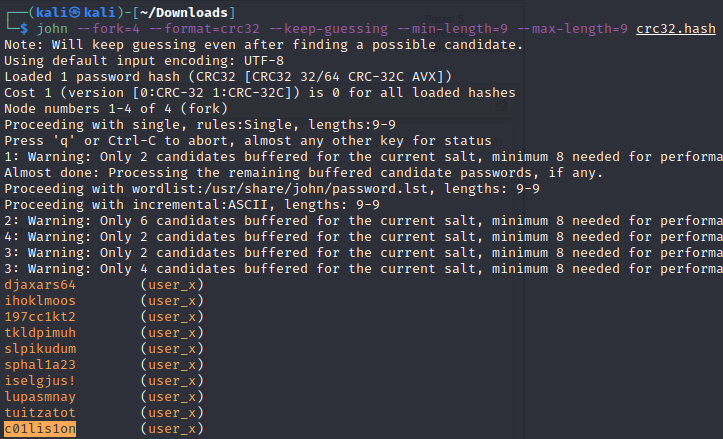 ┌──(kali㉿kali)-[~/Downloads]
└─$ john --fork=4 --format=crc32 --keep-guessing --min-length=9 --max-length=9 crc32.hash
Note: Will keep guessing even after finding a possible candidate.
Using default input encoding: UTF-8
Loaded 1 password hash (CRC32 [CRC32 32/64 CRC-32C AVX])
Cost 1 (version [0:CRC-32 1:CRC-32C]) is 0 for all loaded hashes
Node numbers 1-4 of 4 (fork)
Proceeding with single, rules:Single, lengths:9-9
Press 'q' or Ctrl-C to abort, almost any other key for status
1: Warning: Only 2 candidates buffered for the current salt, minimum 8 needed for performa
Almost done: Processing the remaining buffered candidate passwords, if any.
Proceeding with wordlist:/usr/share/john/password.lst, lengths: 9-9
Proceeding with incremental:ASCII, lengths: 9-9
2: Warning: Only 6 candidates buffered for the current salt, minimum 8 needed for performa
4: Warning: Only 2 candidates buffered for the current salt, minimum 8 needed for performa
3: Warning: Only 2 candidates buffered for the current salt, minimum 8 needed for performa
3: Warning: Only 4 candidates buffered for the current salt, minimum 8 needed for performa
djaxars64 (user_x)
ihoklmoos (user_x)
197cc1kt2 (user_x)
tkldpimuh (user_x)
slpikudum (user_x)
sphal1a23 (user_x)
iselgjus! (user_x)
lupasmnay (user_x)
tuitzatot (user_x)
c01lis1on (user_x)